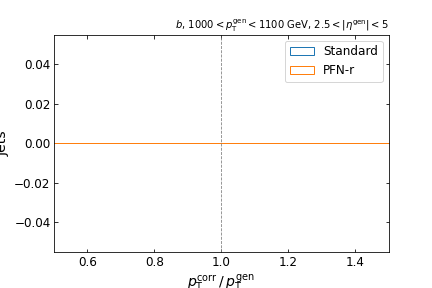 b, 1000 < p_T^gen < 1100 GeV, 2.5 < |η^gen| < 5
Standard
PFN-r
0.04
0.02
0.00
−0.02
−0.04
Jets
0.6 0.8 1.0 1.2 1.4
p_T^corr / p_T^gen